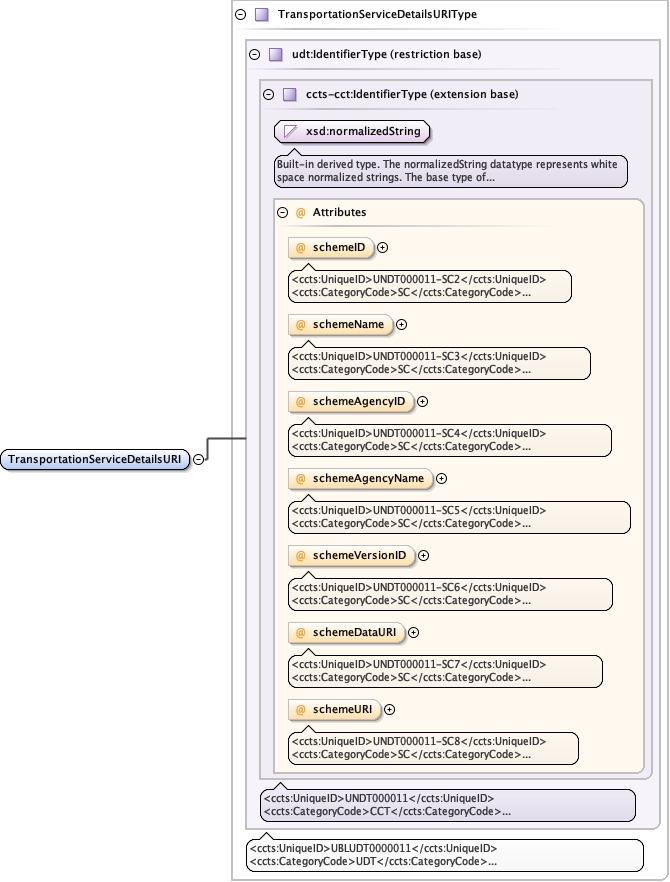 TransportationServiceDetailsURIType
udt:IdentifierType (restriction base)
ccts-cct:IdentifierType (extension base)
xsd:normalizedString
Built-in derived type. The normalizedString datatype represents white
space normalized strings. The base type of...
@ Attributes
@ schemeID
<ccts:UniqueID>UNDT000011-SC2</ccts:UniqueID>
<ccts:CategoryCode>SC</ccts:CategoryCode>...
@ schemeName
<ccts:UniqueID>UNDT000011-SC3</ccts:UniqueID>
<ccts:CategoryCode>SC</ccts:CategoryCode>...
@ schemeAgencyID
<ccts:UniqueID>UNDT000011-SC4</ccts:UniqueID>
<ccts:CategoryCode>SC</ccts:CategoryCode>...
TransportationServiceDetailsURI
@ schemeAgencyName
<ccts:UniqueID>UNDT000011-SC5</ccts:UniqueID>
<ccts:CategoryCode>SC</ccts:CategoryCode>...
@ schemeVersionID
<ccts:UniqueID>UNDT000011-SC6</ccts:UniqueID>
<ccts:CategoryCode>SC</ccts:CategoryCode>...
@ schemeDataURI
<ccts:UniqueID>UNDT000011-SC7</ccts:UniqueID>
<ccts:CategoryCode>SC</ccts:CategoryCode>...
@ schemeURI
<ccts:UniqueID>UNDT000011-SC8</ccts:UniqueID>
<ccts:CategoryCode>SC</ccts:CategoryCode>...
<ccts:UniqueID>UNDT000011</ccts:UniqueID>
<ccts:CategoryCode>CCT</ccts:CategoryCode>...
<ccts:UniqueID>UBLUDT0000011</ccts:UniqueID>
<ccts:CategoryCode>UDT</ccts:CategoryCode>...